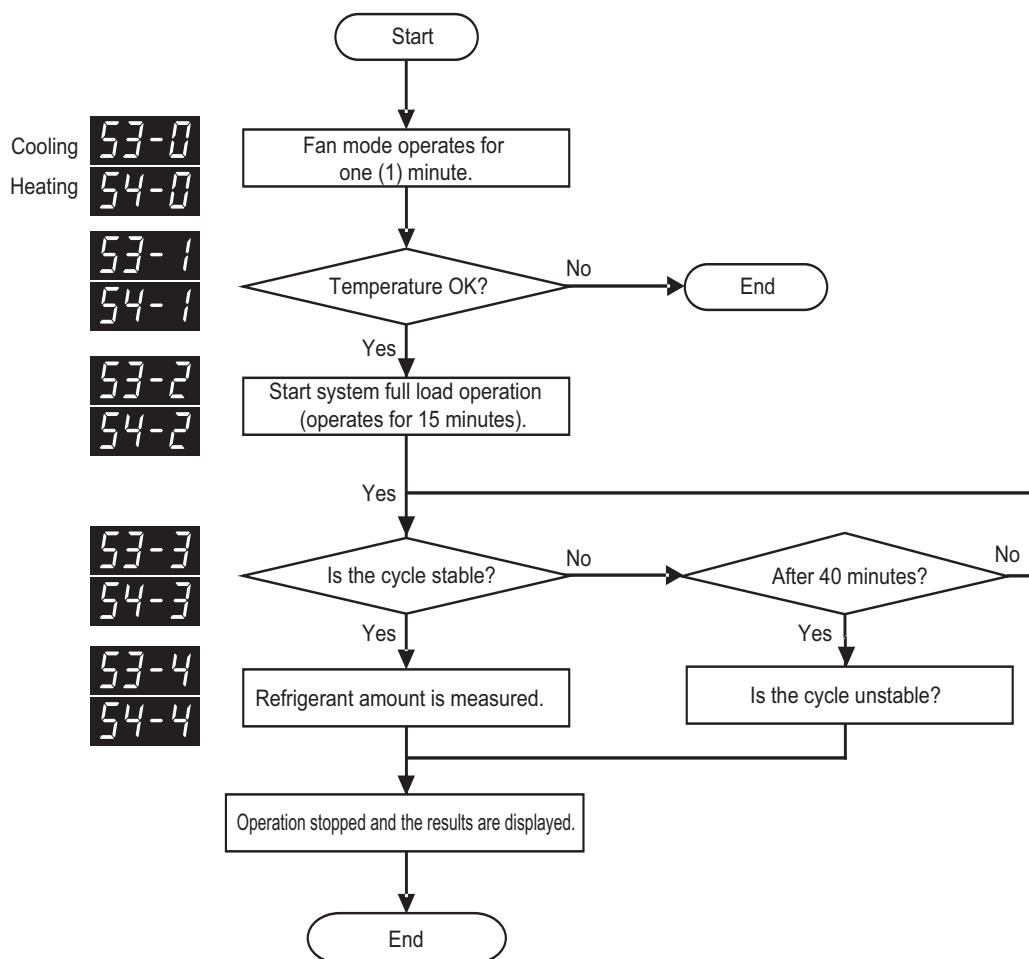 Start
Cooling
53-0
Fan mode operates for
one (1) minute.
Heating
54-0
53-1
54-1
Temperature OK?
No
End
Yes
53-2
54-2
Start system full load operation
(operates for 15 minutes).
Yes
53-3
54-3
Is the cycle stable?
No
After 40 minutes?
No
Yes
Yes
53-4
54-4
Refrigerant amount is measured.
Is the cycle unstable?
Operation stopped and the results are displayed.
End